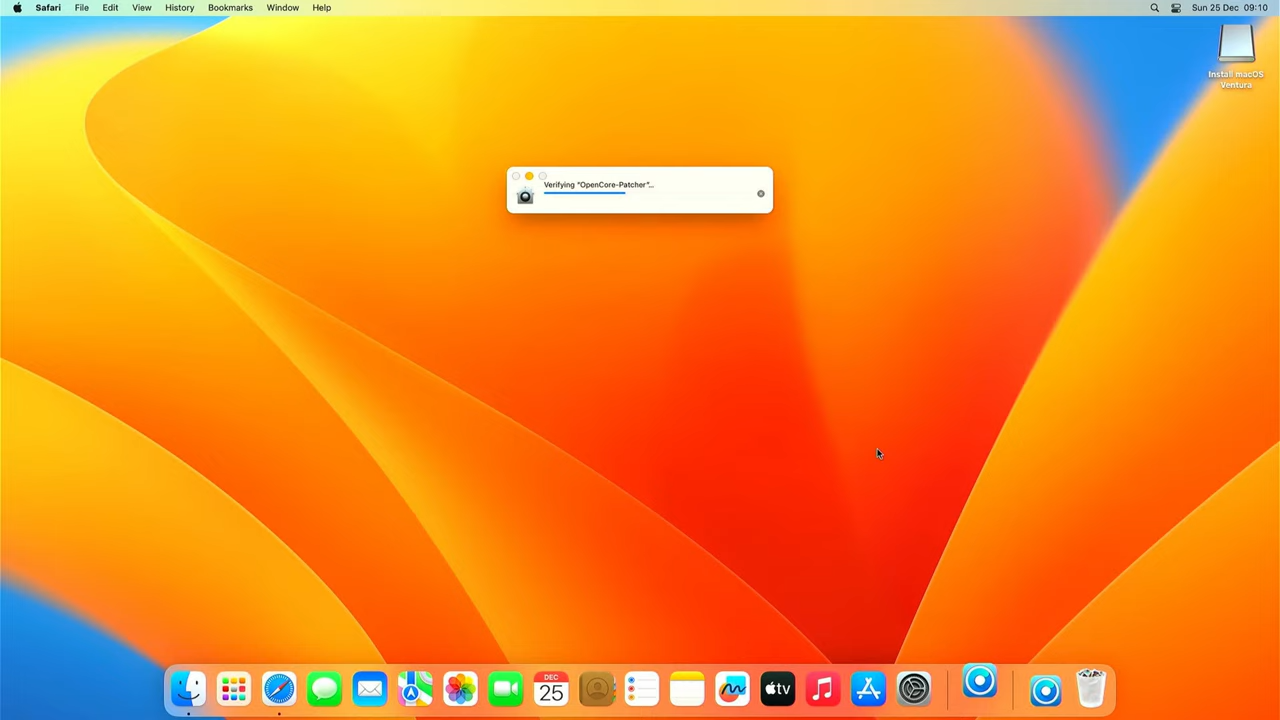 Safari File Edit View History Bookmarks Window Help Sun 25 Dec 09:10
Install macOS
Ventura
Verifying "OpenCore-Patcher"...
DEC
25
tv